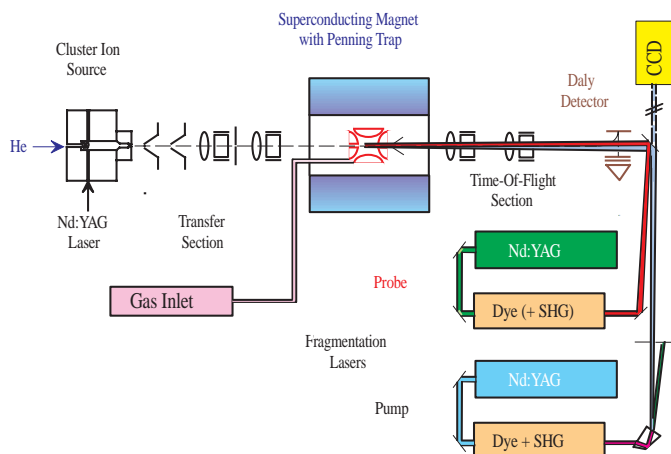 Superconducting Magnet
with Penning Trap
Cluster Ion
Source
CCD
Daly
Detector
He
Nd:YAG
Laser
Transfer
Section
Time-Of-Flight
Section
Nd:YAG
Probe
Gas Inlet
Dye (+ SHG)
Fragmentation
Lasers
Nd:YAG
Pump
Dye + SHG